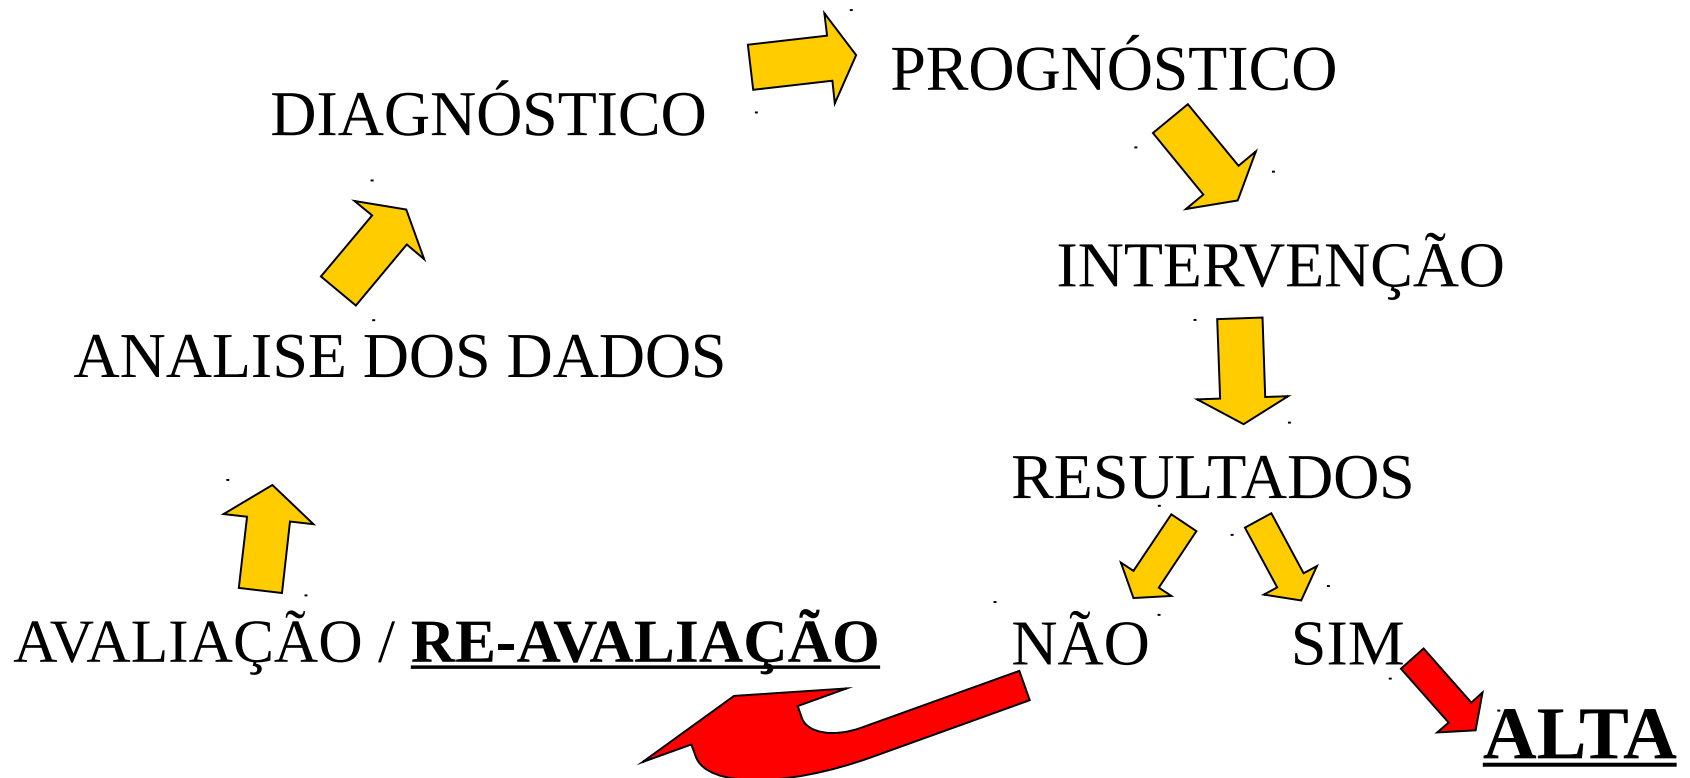 PROGNÓSTICO
DIAGNÓSTICO
INTERVENÇÃO
ANALISE DOS DADOS
RESULTADOS
AVALIAÇÃO / RE-AVALIAÇÃO
NÃO
SIM
ALTA